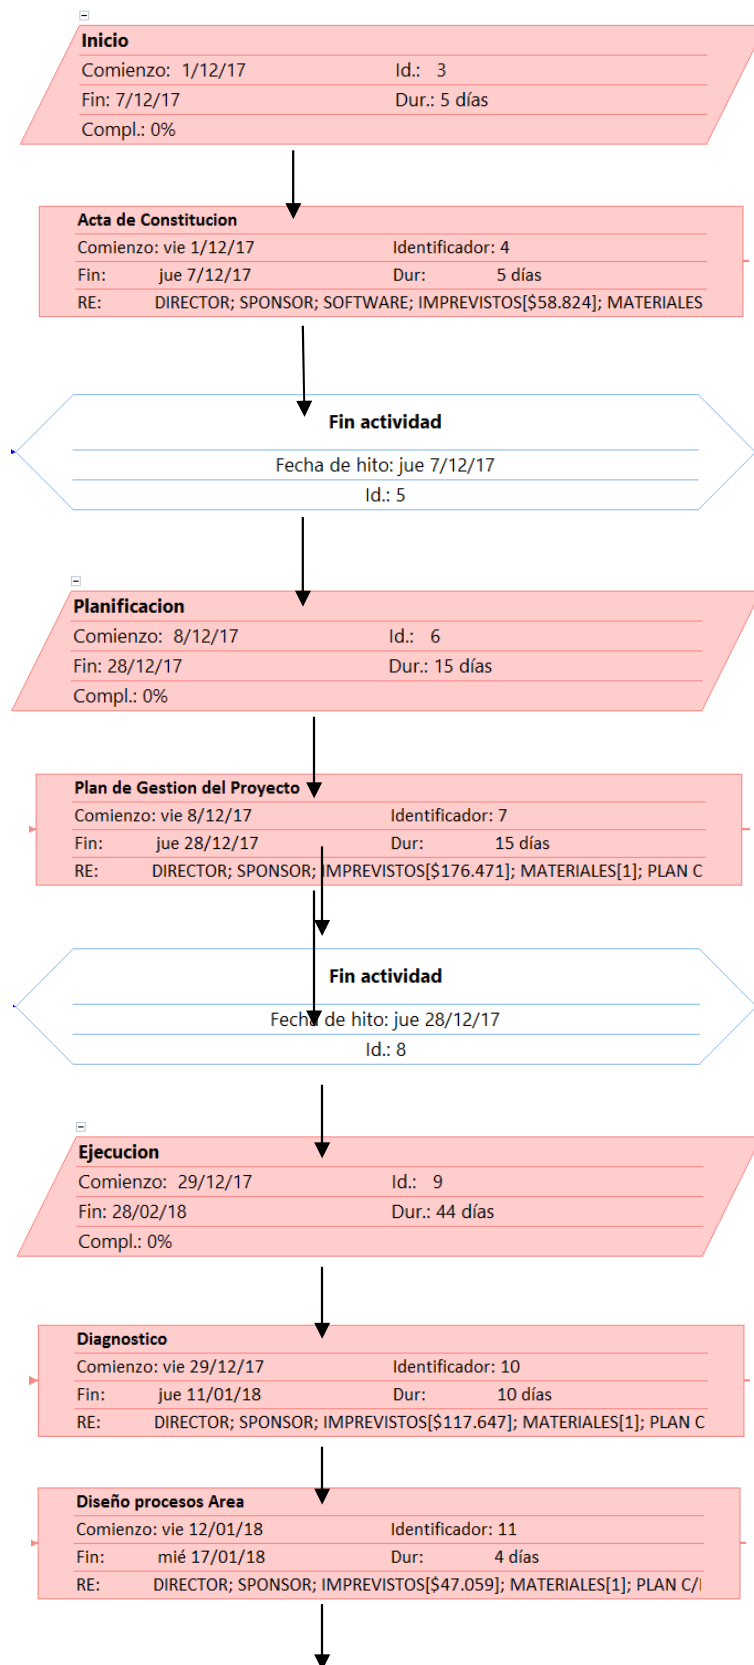 Inicio
Comienzo: 1/12/17 Id.: 3
Fin: 7/12/17 Dur.: 5 días
Compl.: 0%
Acta de Constitucion
Comienzo: vie 1/12/17 Identificador: 4
Fin: jue 7/12/17 Dur: 5 días
RE: DIRECTOR; SPONSOR; SOFTWARE; IMPREVISTOS[$58.824]; MATERIALES
Fin actividad
Fecha de hito: jue 7/12/17
Id.: 5
Planificacion
Comienzo: 8/12/17 Id.: 6
Fin: 28/12/17 Dur.: 15 días
Compl.: 0%
Plan de Gestion del Proyecto
Comienzo: vie 8/12/17 Identificador: 7
Fin: jue 28/12/17 Dur: 15 días
RE: DIRECTOR; SPONSOR; IMPREVISTOS[$176.471]; MATERIALES[1]; PLAN C
Fin actividad
Fecha de hito: jue 28/12/17
Id.: 8
Ejecucion
Comienzo: 29/12/17 Id.: 9
Fin: 28/02/18 Dur.: 44 días
Compl.: 0%
Diagnostico
Comienzo: vie 29/12/17 Identificador: 10
Fin: jue 11/01/18 Dur: 10 días
RE: DIRECTOR; SPONSOR; IMPREVISTOS[$117.647]; MATERIALES[1]; PLAN C
Diseño procesos Area
Comienzo: vie 12/01/18 Identificador: 11
Fin: mié 17/01/18 Dur: 4 días
RE: DIRECTOR; SPONSOR; IMPREVISTOS[$47.059]; MATERIALES[1]; PLAN C/